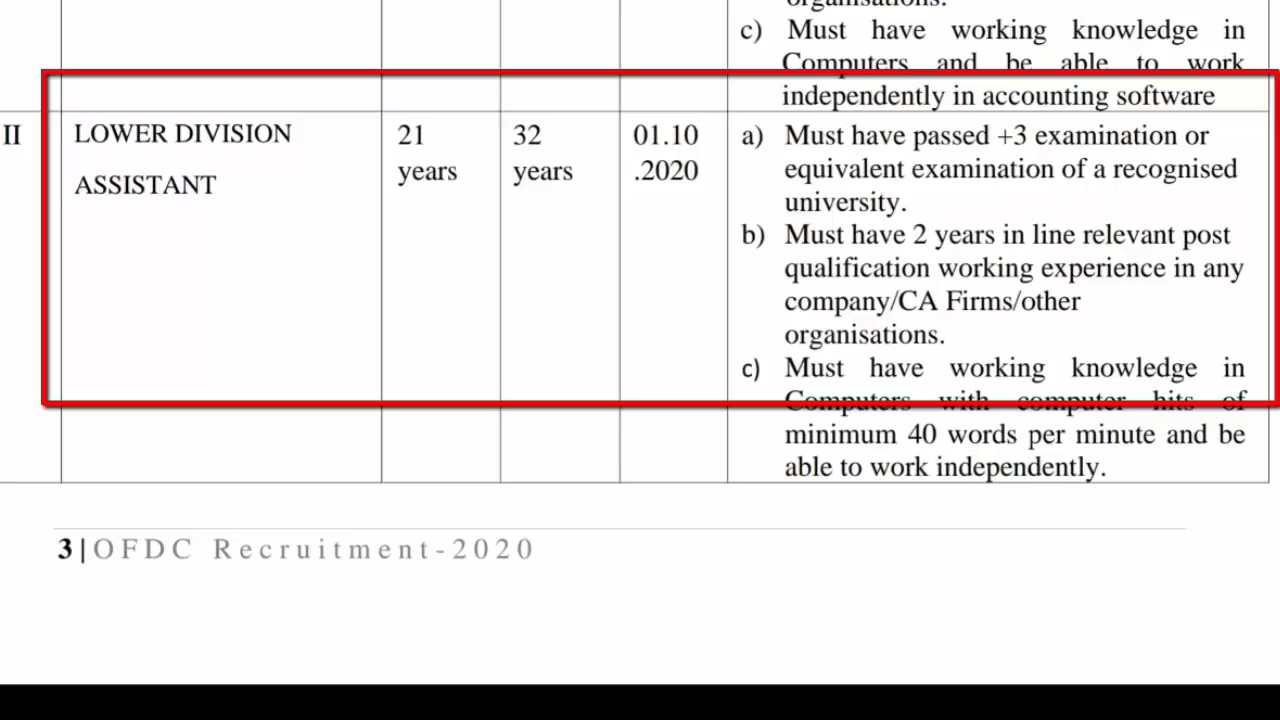 organisations.
c) Must have working knowledge in
Computers and be able to work
independently in accounting software
II LOWER DIVISION
ASSISTANT
21
years
32
years
01.10
.2020
a) Must have passed +3 examination or
equivalent examination of a recognised
university.
b) Must have 2 years in line relevant post
qualification working experience in any
company/CA Firms/other
organisations.
c) Must have working knowledge in
Computers with computer hits of
minimum 40 words per minute and be
able to work independently.
3|OFDC Recruitment-2020